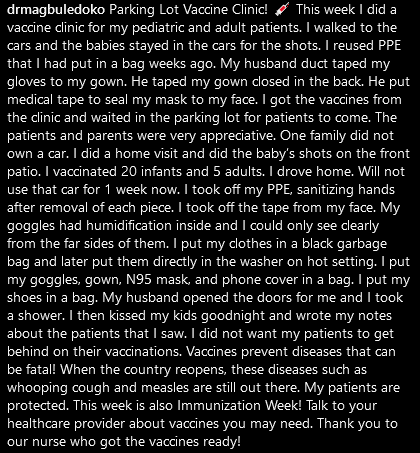 drmagbuledoko Parking Lot Vaccine Clinic! 💉 This week I did a
vaccine clinic for my pediatric and adult patients. I walked to the
cars and the babies stayed in the cars for the shots. I reused PPE
that I had put in a bag weeks ago. My husband duct taped my
gloves to my gown. He taped my gown closed in the back. He put
medical tape to seal my mask to my face. I got the vaccines from
the clinic and waited in the parking lot for patients to come. The
patients and parents were very appreciative. One family did not
own a car. I did a home visit and did the baby's shots on the front
patio. I vaccinated 20 infants and 5 adults. I drove home. Will not
use that car for 1 week now. I took off my PPE, sanitizing hands
after removal of each piece. I took off the tape from my face. My
goggles had humidification inside and I could only see clearly
from the far sides of them. I put my clothes in a black garbage
bag and later put them directly in the washer on hot setting. I put
my goggles, gown, N95 mask, and phone cover in a bag. I put my
shoes in a bag. My husband opened the doors for me and I took
a shower. I then kissed my kids goodnight and wrote my notes
about the patients that I saw. I did not want my patients to get
behind on their vaccinations. Vaccines prevent diseases that can
be fatal! When the country reopens, these diseases such as
whooping cough and measles are still out there. My patients are
protected. This week is also Immunization Week! Talk to your
healthcare provider about vaccines you may need. Thank you to
our nurse who got the vaccines ready!